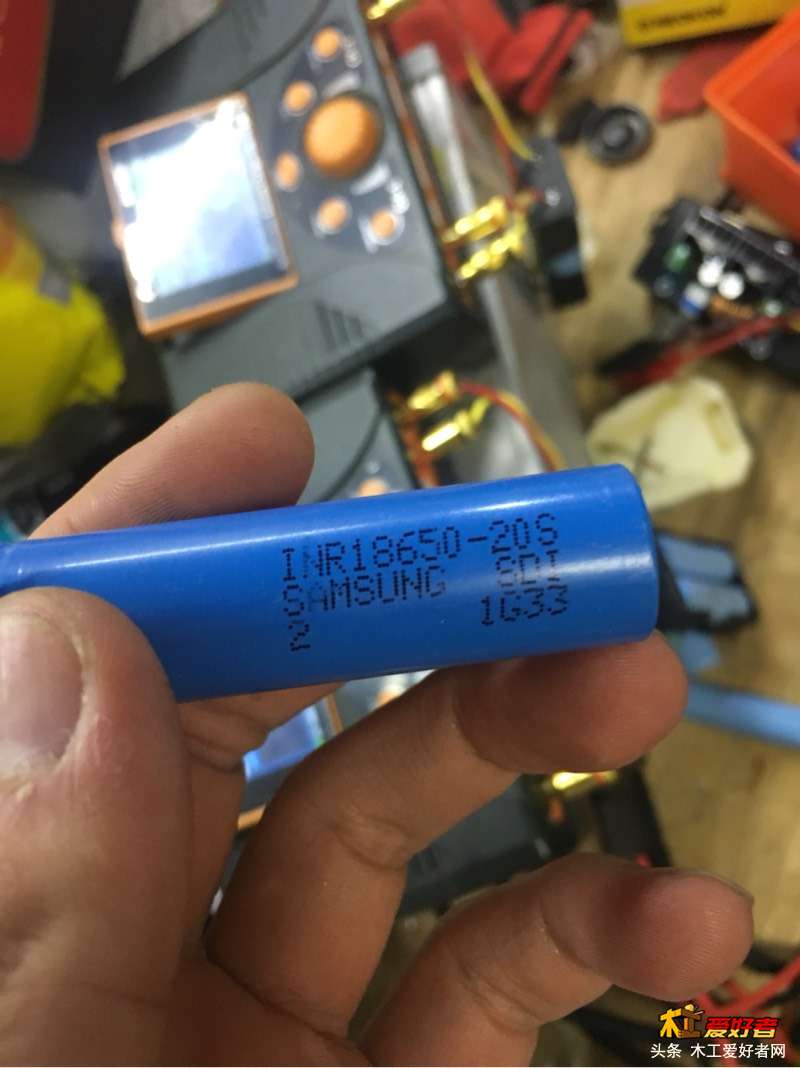 INR18650-20S
SAMSUNG SDI
2 1G33
木工爱好者
头条 木工爱好者网